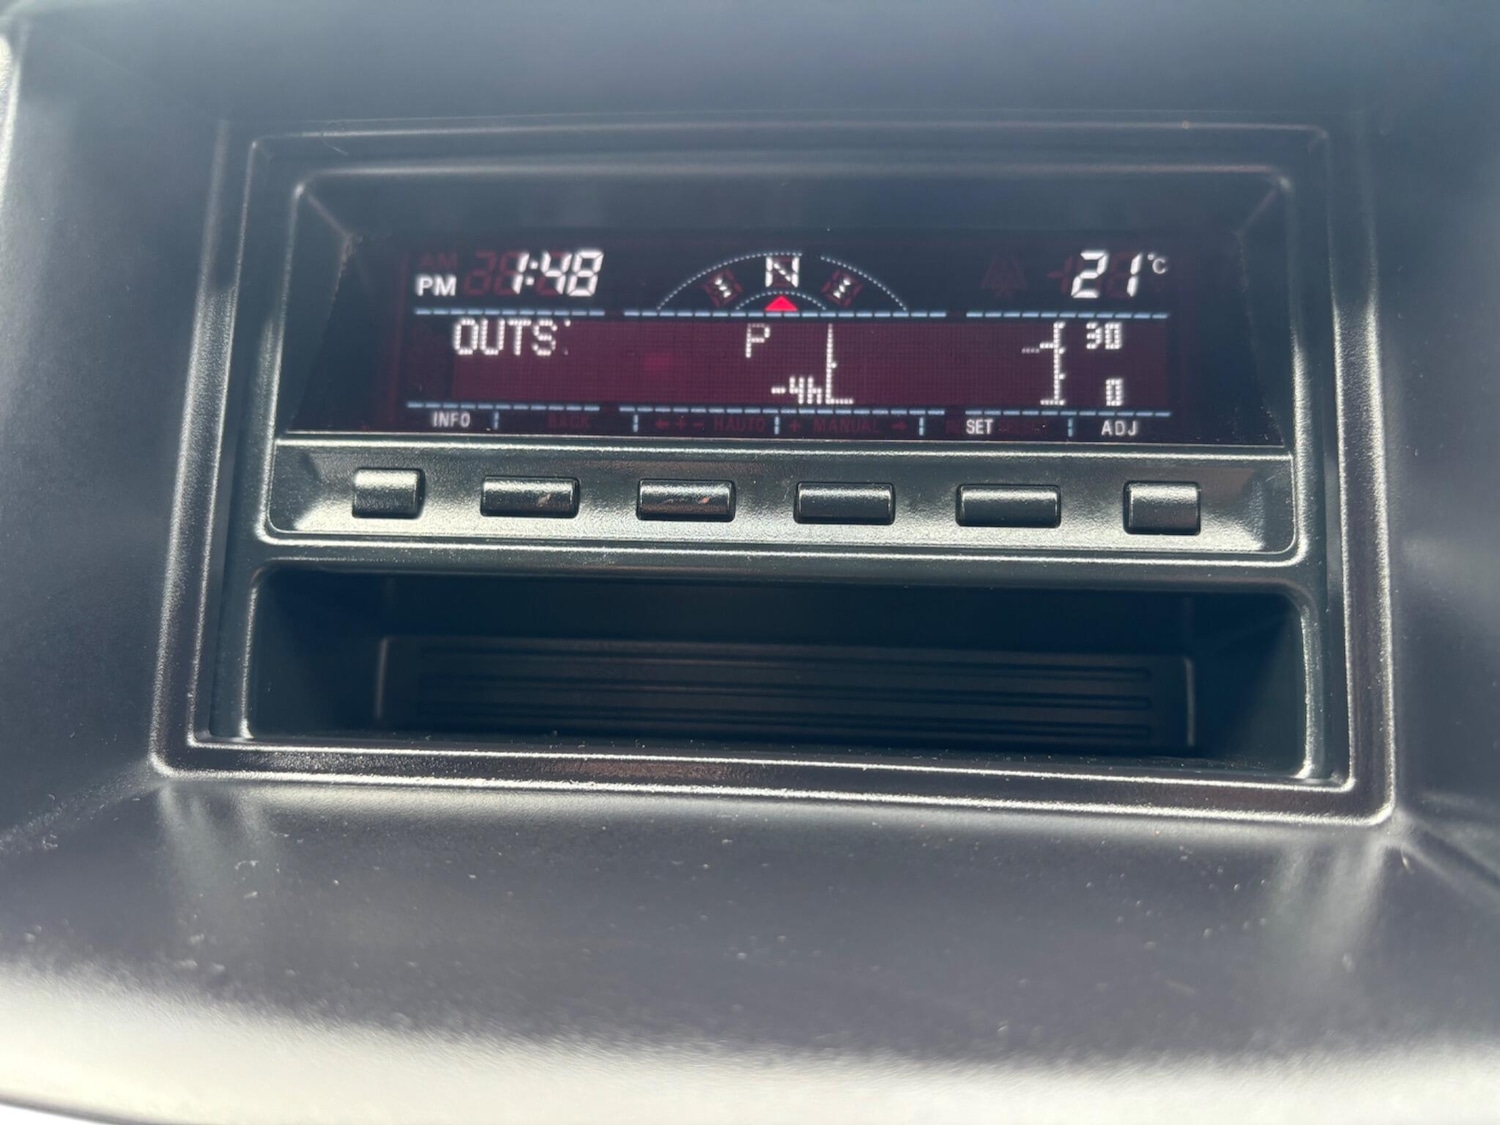 PM 1:48 N 21°C
OUTS. P 30
-4h 0
INFO SET ADJ